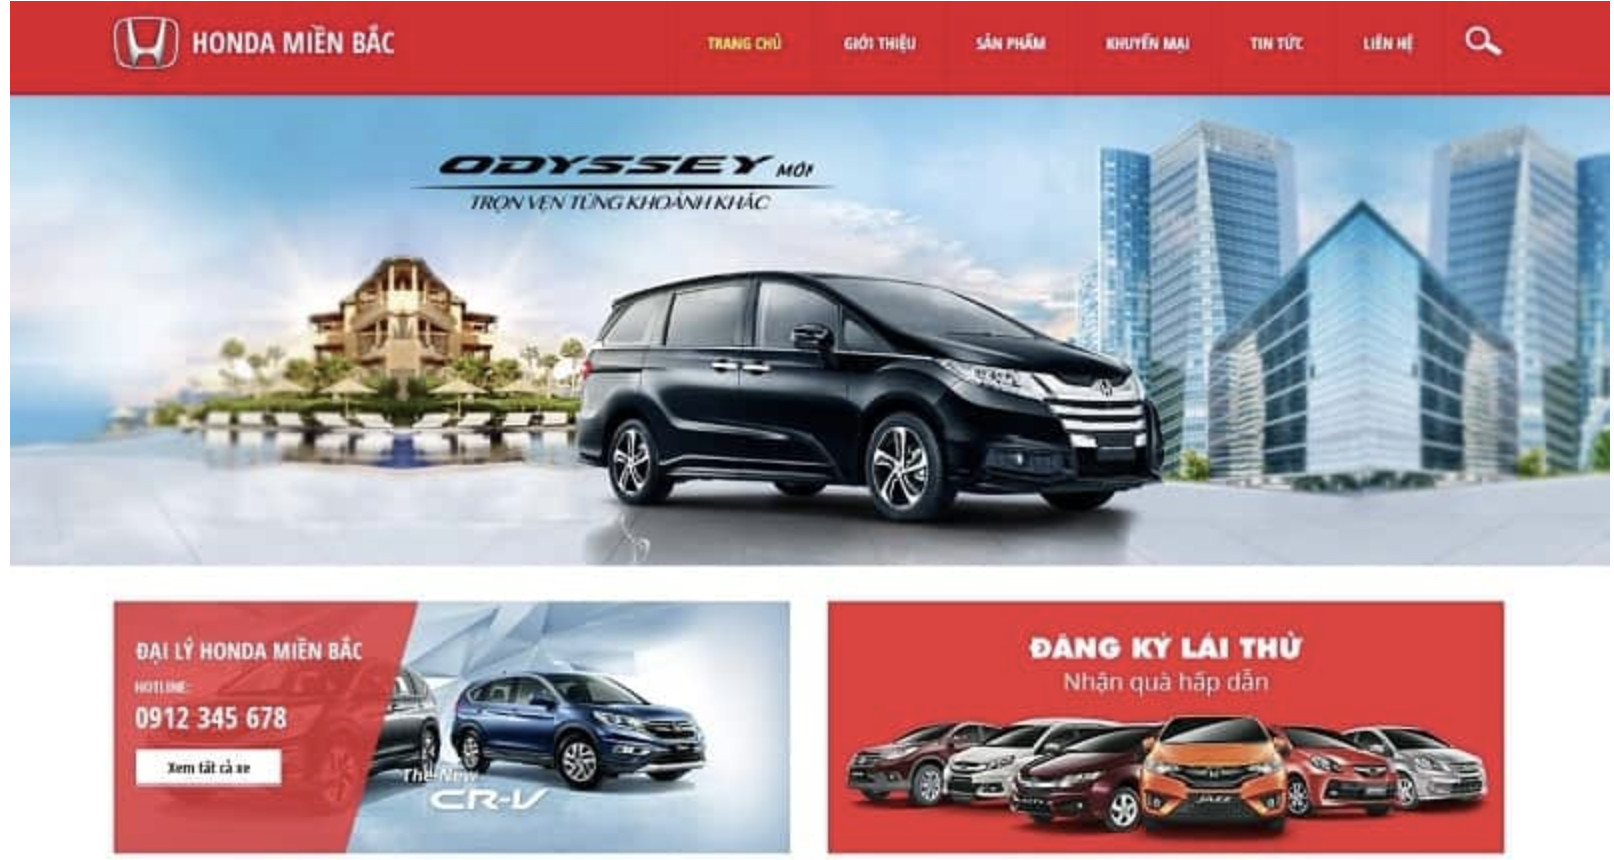 HONDA MIỀN BẮC
TRANG CHỦ
GIỚI THIỆU
SẢN PHẨM
KHUYẾN MẠI
TIN TỨC
LIÊN HỆ
ODYSSEY MỚI
TRỌN VẸN TỪNG KHOẢNH KHẮC
ĐẠI LÝ HONDA MIỀN BẮC
HOTLINE:
0912 345 678
Xem tất cả xe
The New
CR-V
ĐĂNG KÝ LÁI THỬ
Nhận quà hấp dẫn
JAZZ